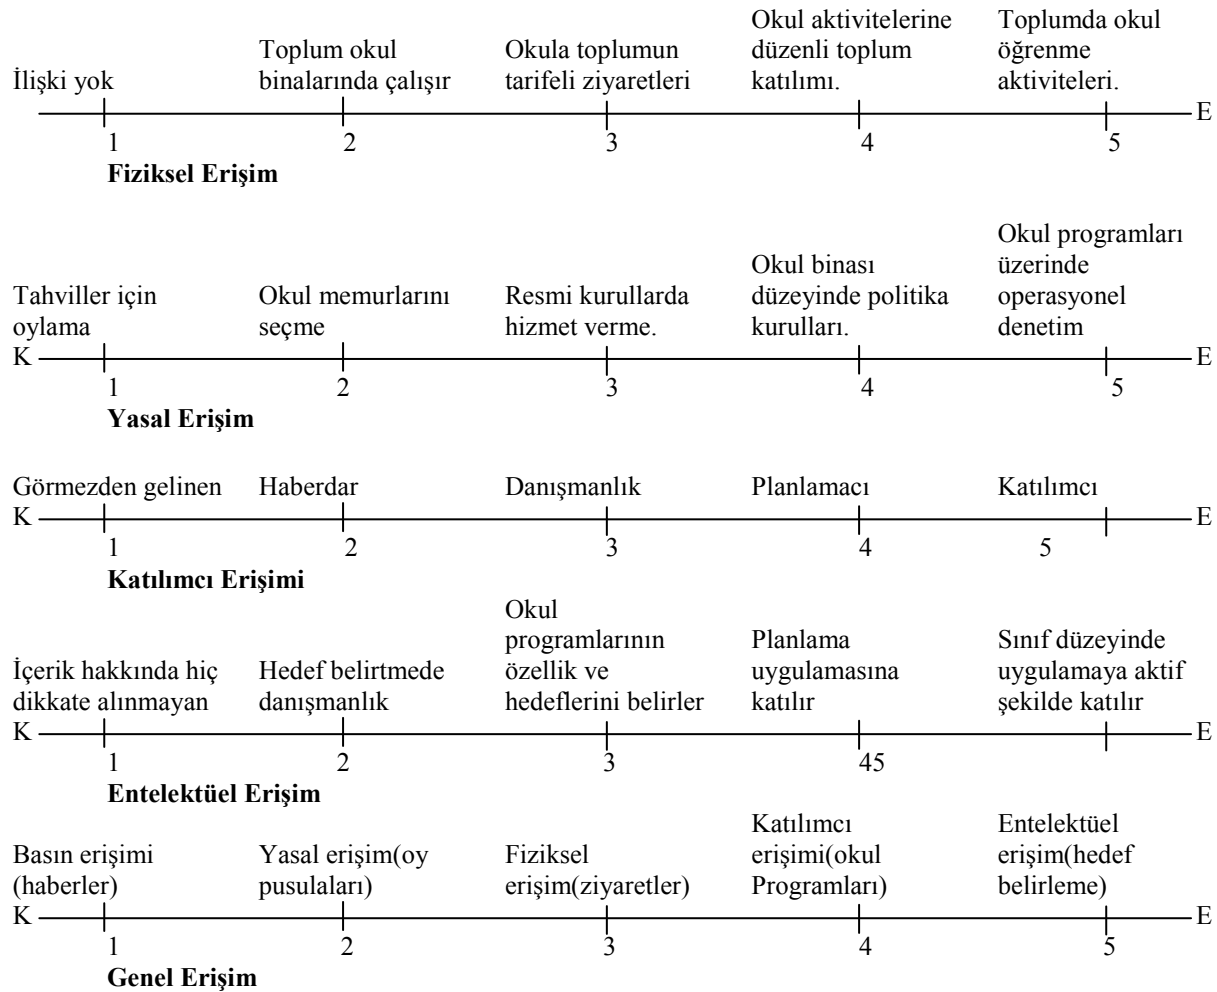 Okul aktivitelerine
düzenli toplum
katılımı.
Toplumda okul
öğrenme
aktiviteleri.
İlişki yok
Toplum okul
binalarında çalışır
Okula toplumun
tarifeli ziyaretleri
E
1 2 3 4 5
Fiziksel Erişim
Tahviller için
oylama
Okul memurlarını
seçme
Resmi kurullarda
hizmet verme.
Okul binası
düzeyinde politika
kurulları.
Okul programları
üzerinde
operasyonel
denetim
K E
1 2 3 4 5
Yasal Erişim
Görmezden gelinen Haberdar Danışmanlık Planlamacı Katılımcı
K E
1 2 3 4 5
Katılımcı Erişimi
İçerik hakkında hiç
dikkate alınmayan
Hedef belirtmede
danışmanlık
Okul
programlarının
özellik ve
hedeflerini belirler
Planlama
uygulamasına
katılır
Sınıf düzeyinde
uygulamaya aktif
şekilde katılır
K E
1 2 3 45
Entelektüel Erişim
Basın erişimi
(haberler)
Yasal erişim(oy
pusulaları)
Fiziksel
erişim(ziyaretler)
Katılımcı
erişimi(okul
Programları)
Entelektüel
erişim(hedef
belirleme)
K E
1 2 3 4 5
Genel Erişim